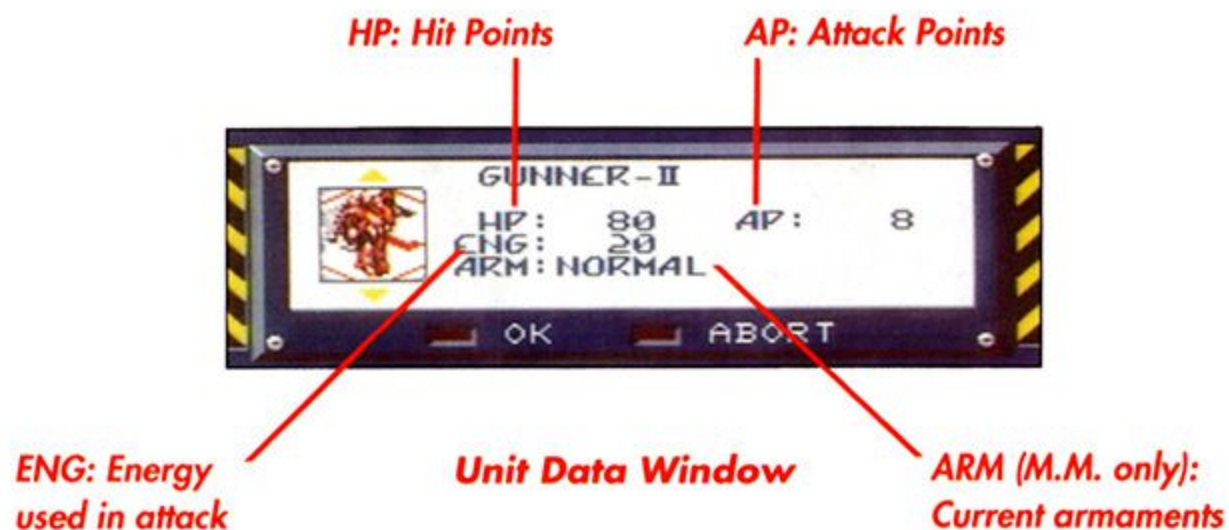 HP: Hit Points
AP: Attack Points
GUNNER-II
HP: 80 AP: 8
ENG: 20
ARM: NORMAL
OK ABORT
ENG: Energy
used in attack
Unit Data Window
ARM (M.M. only):
Current armaments